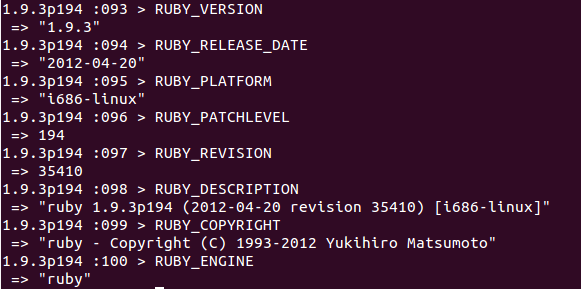 1.9.3p194 :093 > RUBY_VERSION
 => "1.9.3"
1.9.3p194 :094 > RUBY_RELEASE_DATE
 => "2012-04-20"
1.9.3p194 :095 > RUBY_PLATFORM
 => "i686-linux"
1.9.3p194 :096 > RUBY_PATCHLEVEL
 => 194
1.9.3p194 :097 > RUBY_REVISION
 => 35410
1.9.3p194 :098 > RUBY_DESCRIPTION
 => "ruby 1.9.3p194 (2012-04-20 revision 35410) [i686-linux]"
1.9.3p194 :099 > RUBY_COPYRIGHT
 => "ruby - Copyright (C) 1993-2012 Yukihiro Matsumoto"
1.9.3p194 :100 > RUBY_ENGINE
 => "ruby"